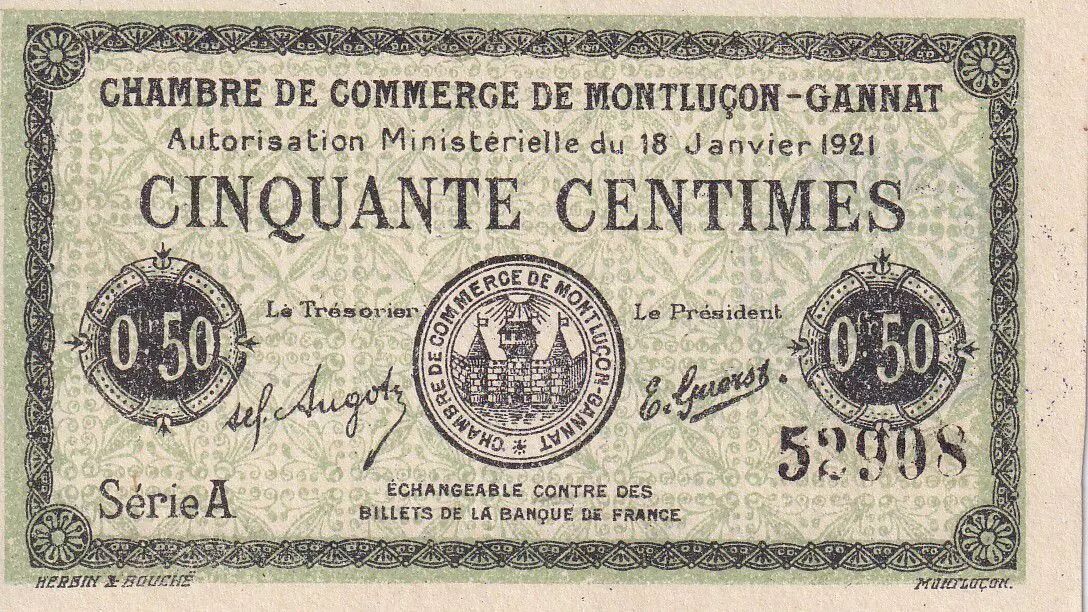 CHAMBRE DE COMMERCE DE MONTLUÇON-GANNAT
Autorisation Ministérielle du 18 Janvier 1921
CINQUANTE CENTIMES
Le Trésorier
Le Président
0fr.50
CHAMBRE DE COMMERCE DE MONTLUÇON-GANNAT
0fr.50
52908
Série A
ÉCHANGEABLE CONTRE DES
BILLETS DE LA BANQUE DE FRANCE
HERBIN & BOUCHÉ
MONTLUÇON.